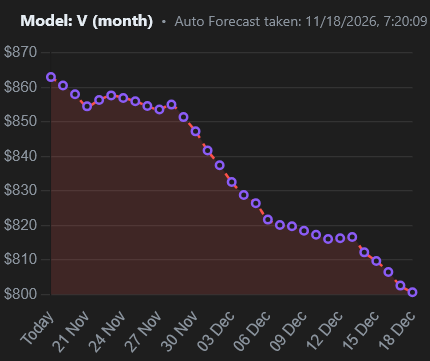 Model: V (month) • Auto Forecast taken: 11/18/2026, 7:20:09
$870
$860
$850
$840
$830
$820
$810
$800
Today
21 Nov
24 Nov
27 Nov
30 Nov
03 Dec
06 Dec
09 Dec
12 Dec
15 Dec
18 Dec